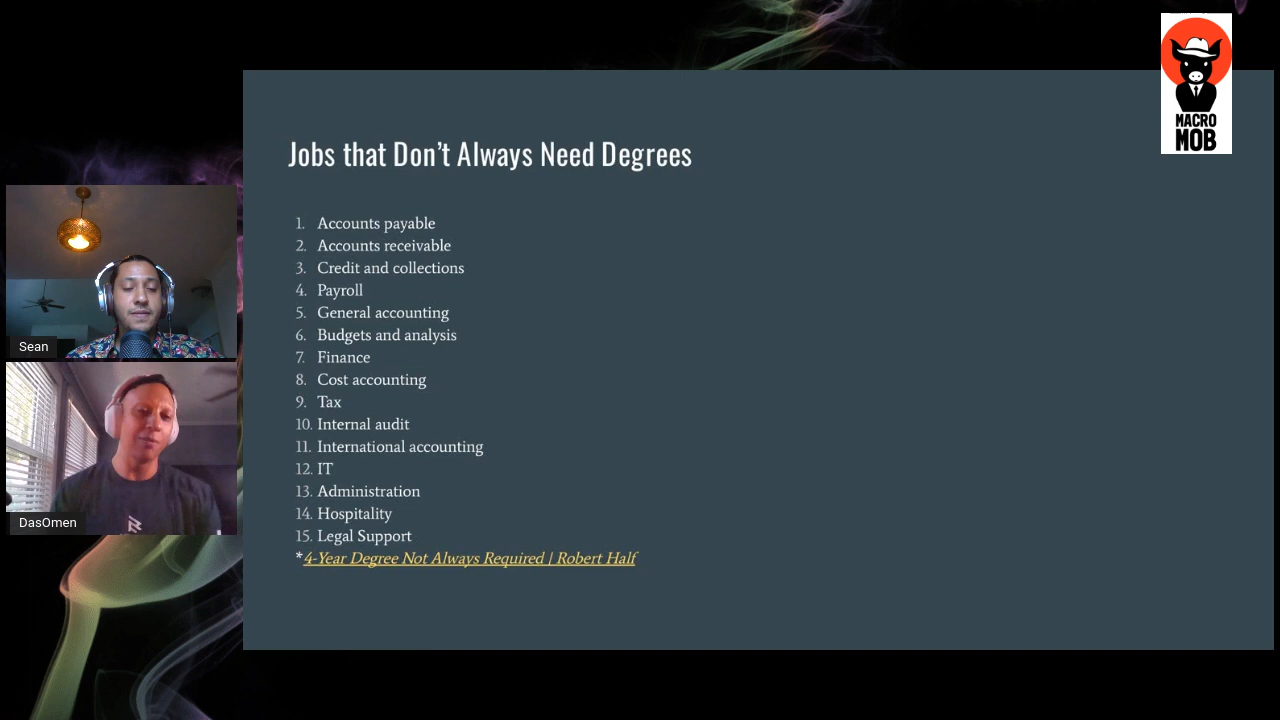 MACRO
MOB
Jobs that Don't Always Need Degrees
1. Accounts payable
2. Accounts receivable
3. Credit and collections
4. Payroll
5. General accounting
6. Budgets and analysis
7. Finance
8. Cost accounting
9. Tax
10. Internal audit
11. International accounting
12. IT
13. Administration
14. Hospitality
15. Legal Support
*4-Year Degree Not Always Required | Robert Half
Sean
DasOmen